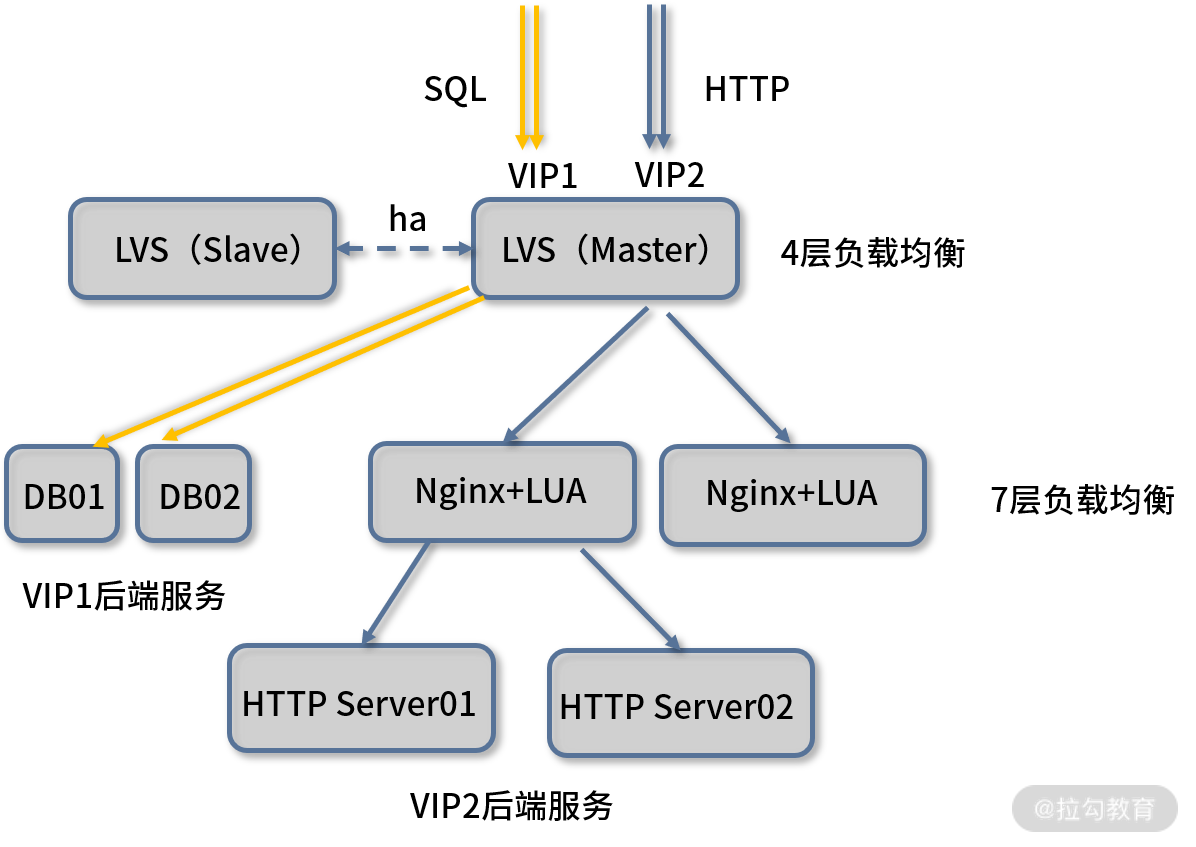 SQL
HTTP
VIP1
VIP2
LVS（Slave）
ha
LVS（Master）
4层负载均衡
DB01
DB02
Nginx+LUA
Nginx+LUA
7层负载均衡
VIP1后端服务
HTTP Server01
HTTP Server02
VIP2后端服务
@拉勾教育